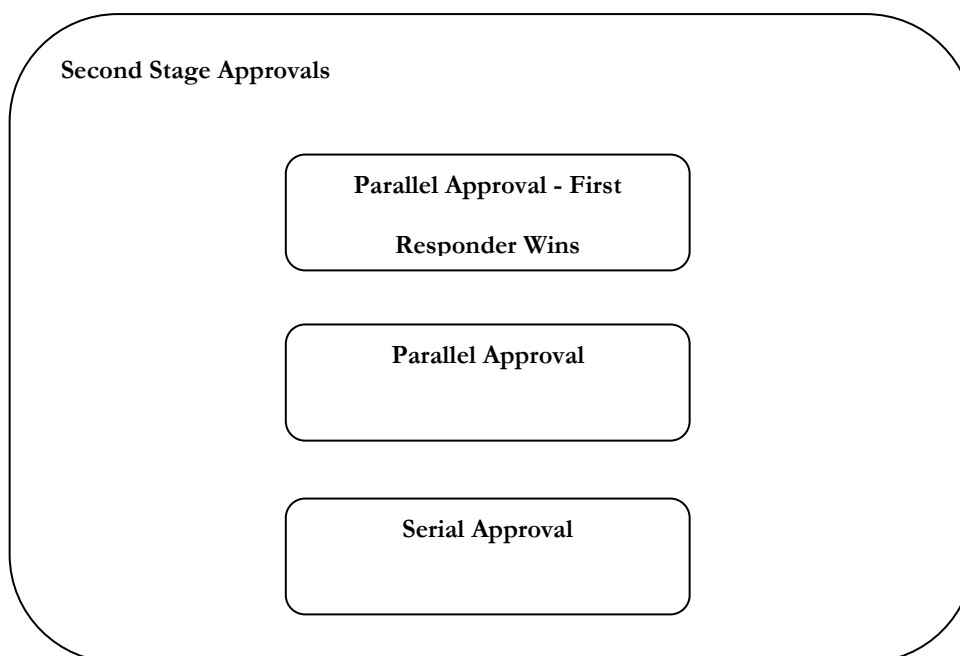 Second Stage Approvals
Parallel Approval - First
Responder Wins
Parallel Approval
Serial Approval